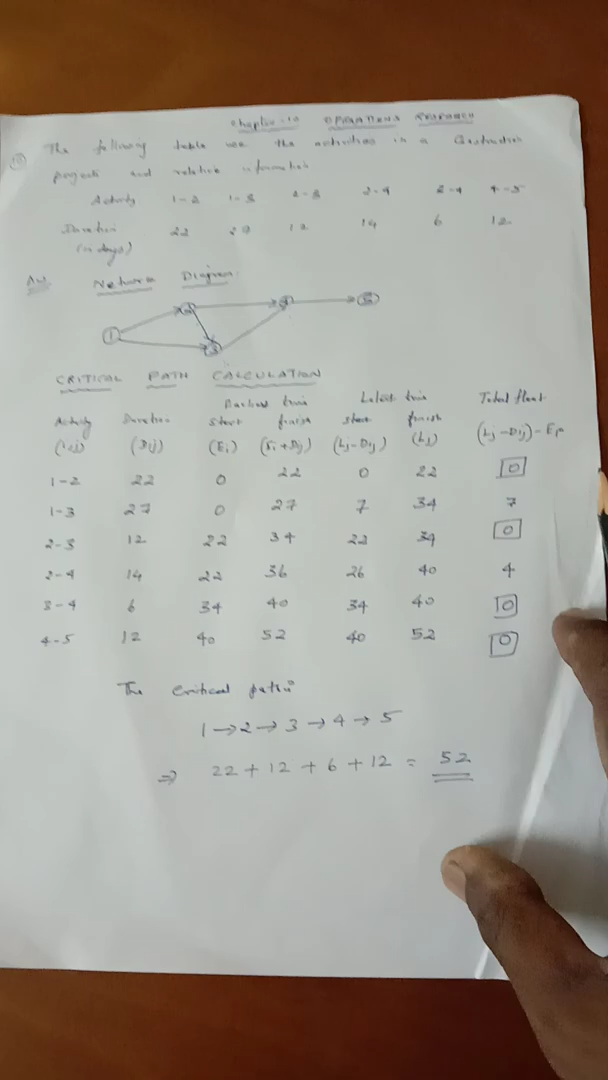 Chapter-10 OPERATIONS RESEARCH
The following table use the activities in a Construction
projects and relative information
Activity 1-2 1-3 2-3 2-4 4-5
Duration 22 27 12 14 6 12
(in days)
Network Diagram:
1 2 3 4 5
CRITICAL PATH CALCULATION
Activity Duration Earliest time Latest time Total float
(i-j) (Dij) start (Ei) finish (Ei+Dij) start (Lj-Dij) finish (Lj) (Lj-Dij)-Ei
1-2 22 0 22 0 22 0
1-3 27 0 27 7 34 7
2-3 12 22 34 22 34 0
2-4 14 22 36 26 40 4
3-4 6 34 40 34 40 0
4-5 12 40 52 40 52 0
The critical path:
1→2→3→4→5
⇒ 22+12+6+12 = 52